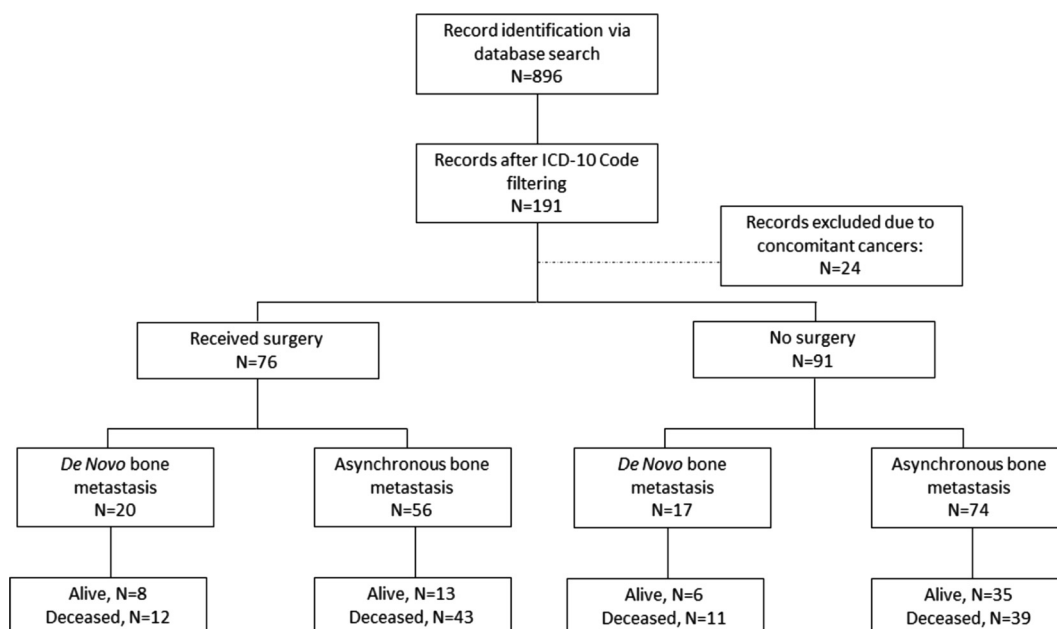 Record identification via
database search
N=896
Records after ICD-10 Code
filtering
N=191
Records excluded due to
concomitant cancers:
N=24
Received surgery
N=76
No surgery
N=91
De Novo bone
metastasis
N=20
Asynchronous bone
metastasis
N=56
De Novo bone
metastasis
N=17
Asynchronous bone
metastasis
N=74
Alive, N=8
Deceased, N=12
Alive, N=13
Deceased, N=43
Alive, N=6
Deceased, N=11
Alive, N=35
Deceased, N=39